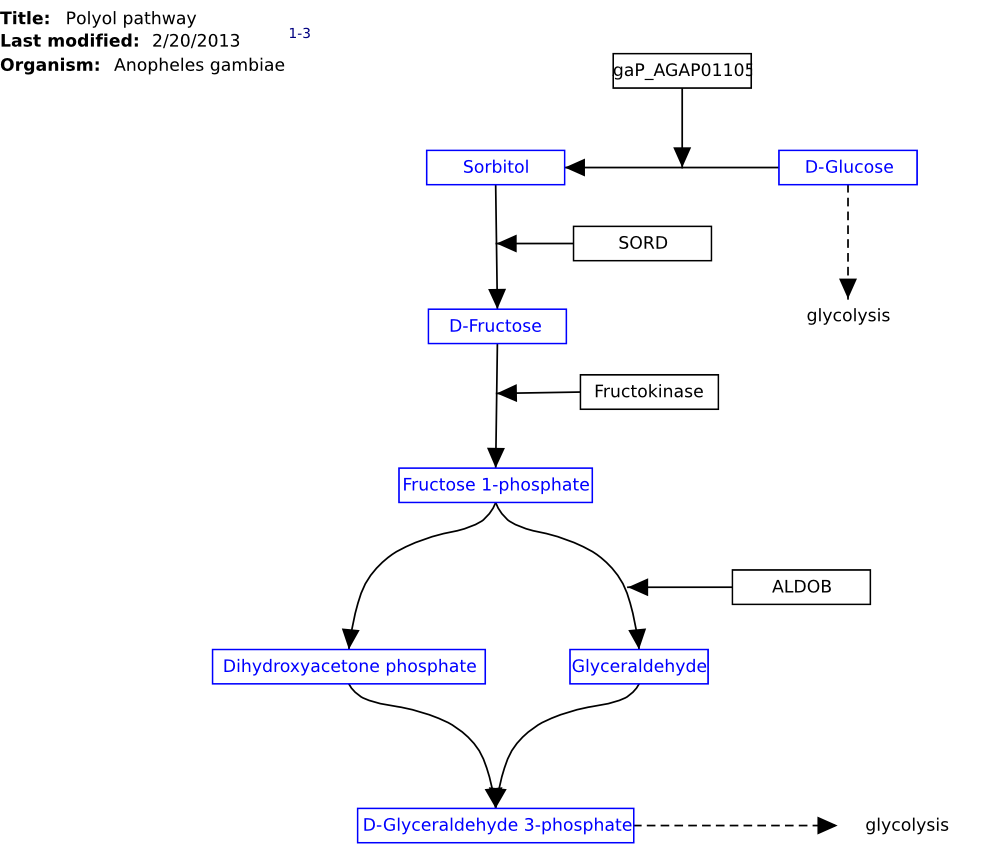 Title: Polyol pathway
Last modified: 2/20/2013
1-3
Organism: Anopheles gambiae
gaP_AGAP01105
Sorbitol
D-Glucose
SORD
glycolysis
D-Fructose
Fructokinase
Fructose 1-phosphate
ALDOB
Dihydroxyacetone phosphate
Glyceraldehyde
D-Glyceraldehyde 3-phosphate
glycolysis